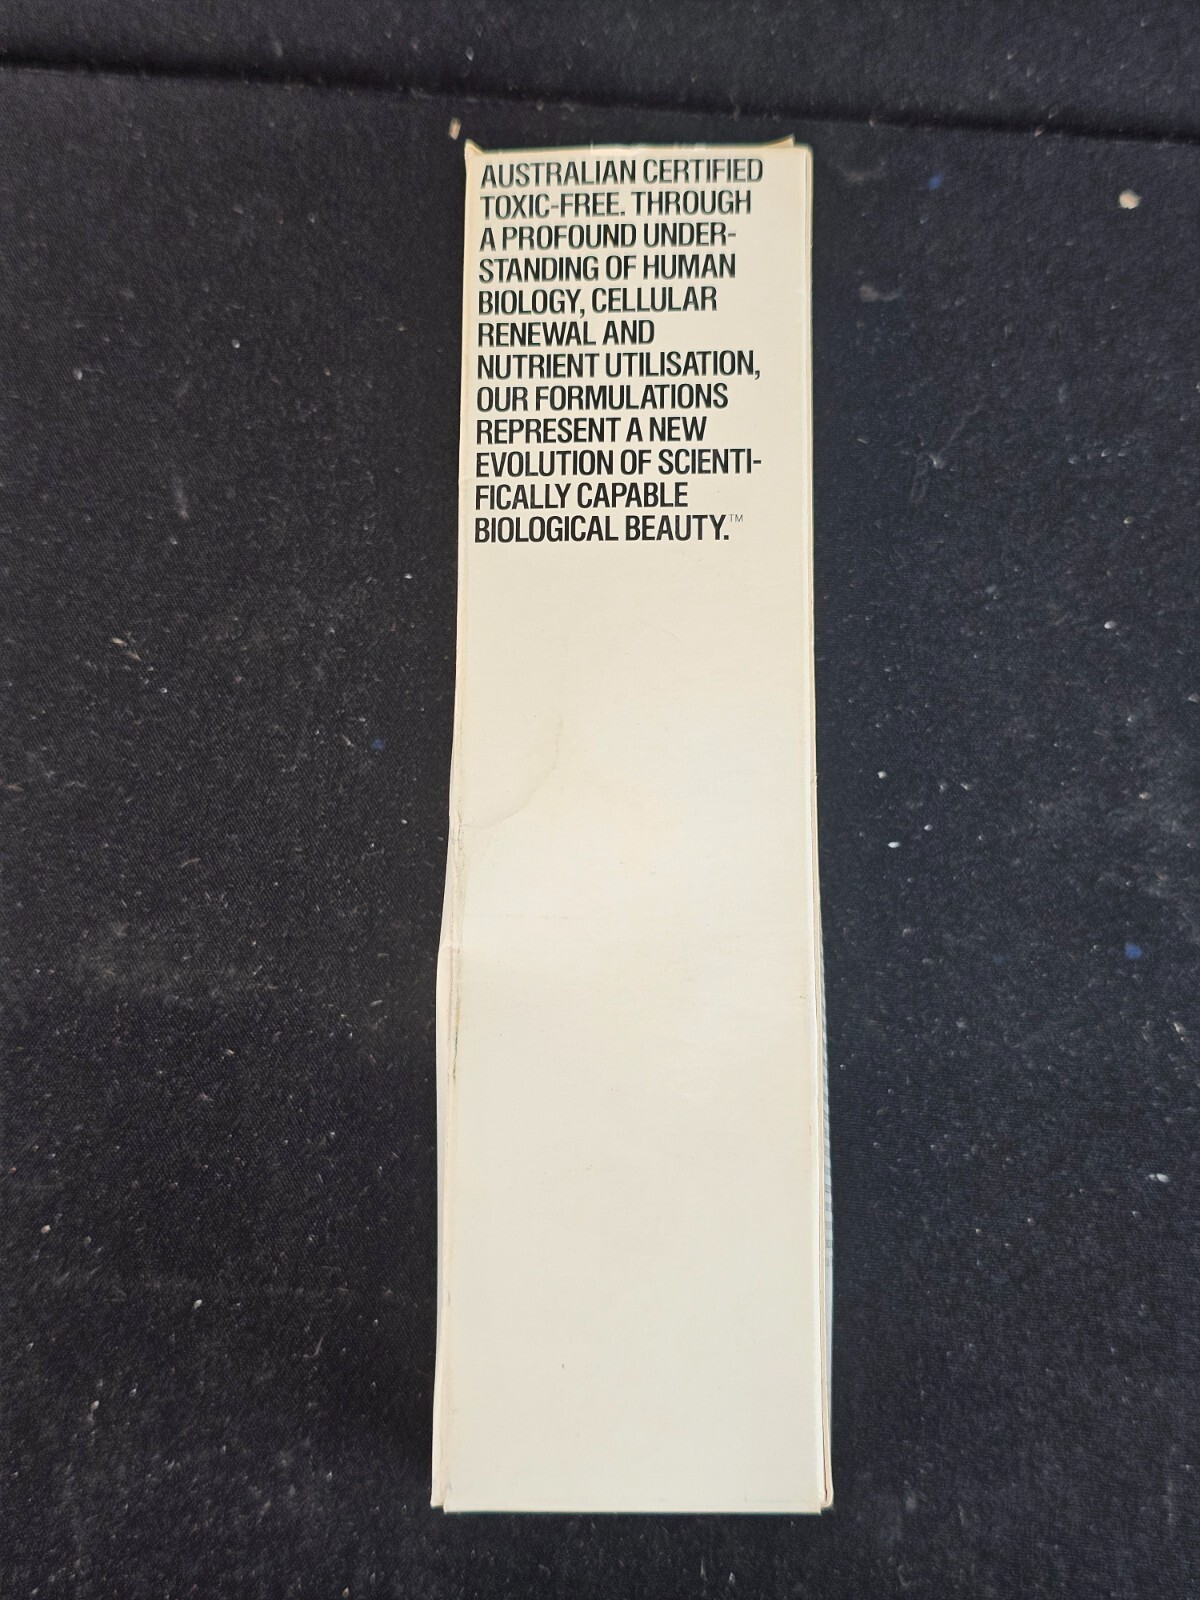 AUSTRALIAN CERTIFIED
TOXIC-FREE. THROUGH
A PROFOUND UNDER-
STANDING OF HUMAN
BIOLOGY, CELLULAR
RENEWAL AND
NUTRIENT UTILISATION,
OUR FORMULATIONS
REPRESENT A NEW
EVOLUTION OF SCIENTI-
FICALLY CAPABLE
BIOLOGICAL BEAUTY.™